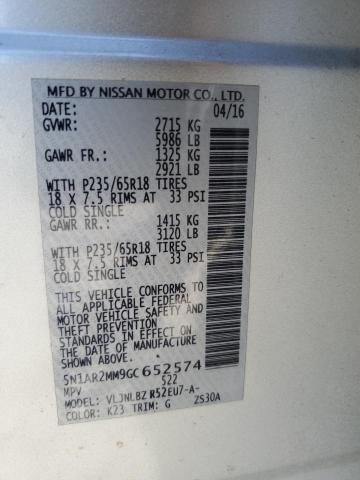 MFD BY NISSAN MOTOR CO., LTD.
DATE: 04/16
GVWR: 2715 KG
5986 LB
GAWR FR.: 1325 KG
2921 LB
WITH P235/65R18 TIRES
18 X 7.5 RIMS AT 33 PSI
COLD SINGLE
GAWR RR.: 1415 KG
3120 LB
WITH P235/65R18 TIRES
18 X 7.5 RIMS AT 33 PSI
COLD SINGLE
THIS VEHICLE CONFORMS TO
ALL APPLICABLE FEDERAL
MOTOR VEHICLE SAFETY AND
THEFT PREVENTION
STANDARDS IN EFFECT ON
THE DATE OF MANUFACTURE
SHOWN ABOVE.
5N1AR2MM9GC652574
MPV S22
MODEL: VLJNLBZ R52EU7-A-
COLOR: K23 TRIM: G ZS30A